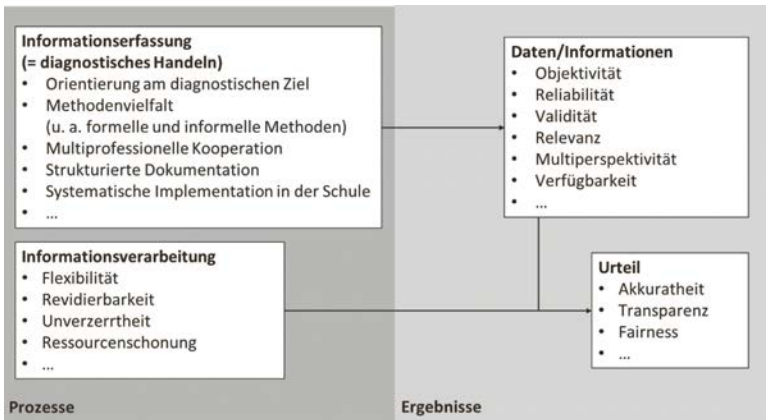 Informationserfassung
(= diagnostisches Handeln)
• Orientierung am diagnostischen Ziel
• Methodenvielfalt
(u. a. formelle und informelle Methoden)
• Multiprofessionelle Kooperation
• Strukturierte Dokumentation
• Systematische Implementation in der Schule
• ...
Informationsverarbeitung
• Flexibilität
• Revidierbarkeit
• Unverzerrtheit
• Ressourcenschonung
• ...
Prozesse
Daten/Informationen
• Objektivität
• Reliabilität
• Validität
• Relevanz
• Multiperspektivität
• Verfügbarkeit
• ...
Urteil
• Akkuratheit
• Transparenz
• Fairness
• ...
Ergebnisse